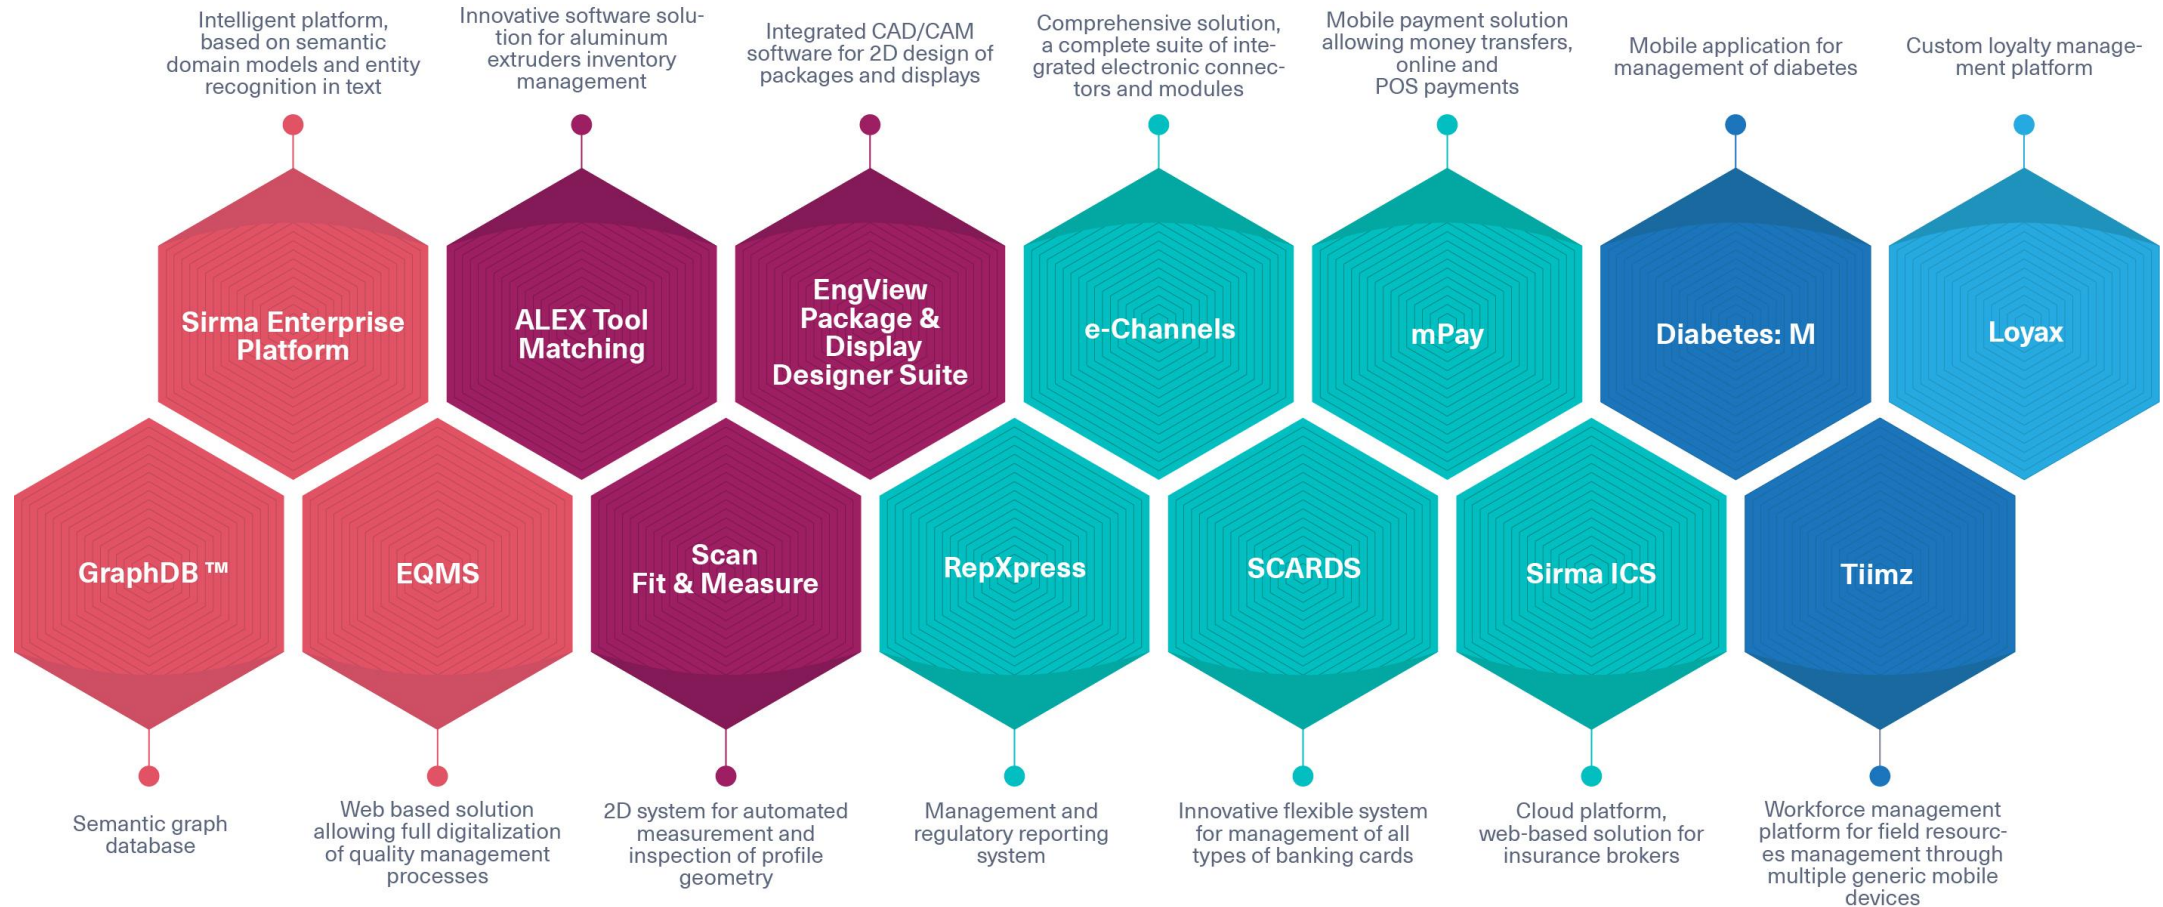 Intelligent platform,
based on semantic
domain models and entity
recognition in text
Innovative software solu-
tion for aluminum
extruders inventory
management
Integrated CAD/CAM
software for 2D design of
packages and displays
Comprehensive solution,
a complete suite of inte-
grated electronic connec-
tors and modules
Mobile payment solution
allowing money transfers,
online and
POS payments
Mobile application for
management of diabetes
Custom loyalty manage-
ment platform
Sirma Enterprise
Platform
ALEX Tool
Matching
EngView
Package &
Display
Designer Suite
e-Channels
mPay
Diabetes: M
Loyax
GraphDB ™
EQMS
Scan
Fit & Measure
RepXpress
SCARDS
Sirma ICS
Tiimz
Semantic graph
database
Web based solution
allowing full digitalization
of quality management
processes
2D system for automated
measurement and
inspection of profile
geometry
Management and
regulatory reporting
system
Innovative flexible system
for management of all
types of banking cards
Cloud platform,
web-based solution for
insurance brokers
Workforce management
platform for field resourc-
es management through
multiple generic mobile
devices